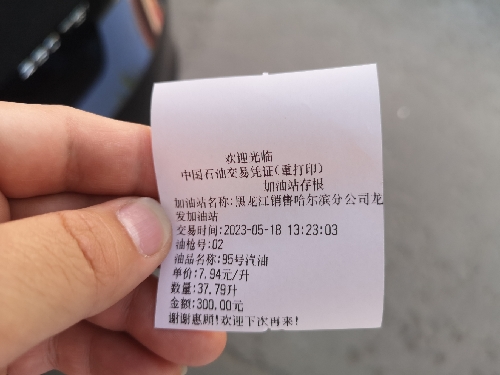 欢迎光临
中国石油交易凭证(重打印)
加油站存根
加油站名称:黑龙江销售哈尔滨分公司龙
发加油站
交易时间:2023-05-18 13:23:03
油枪号:02
油品名称:95号汽油
单价:7.94元/升
数量:37.79升
金额:300.00元
谢谢惠顾!欢迎下次再来!